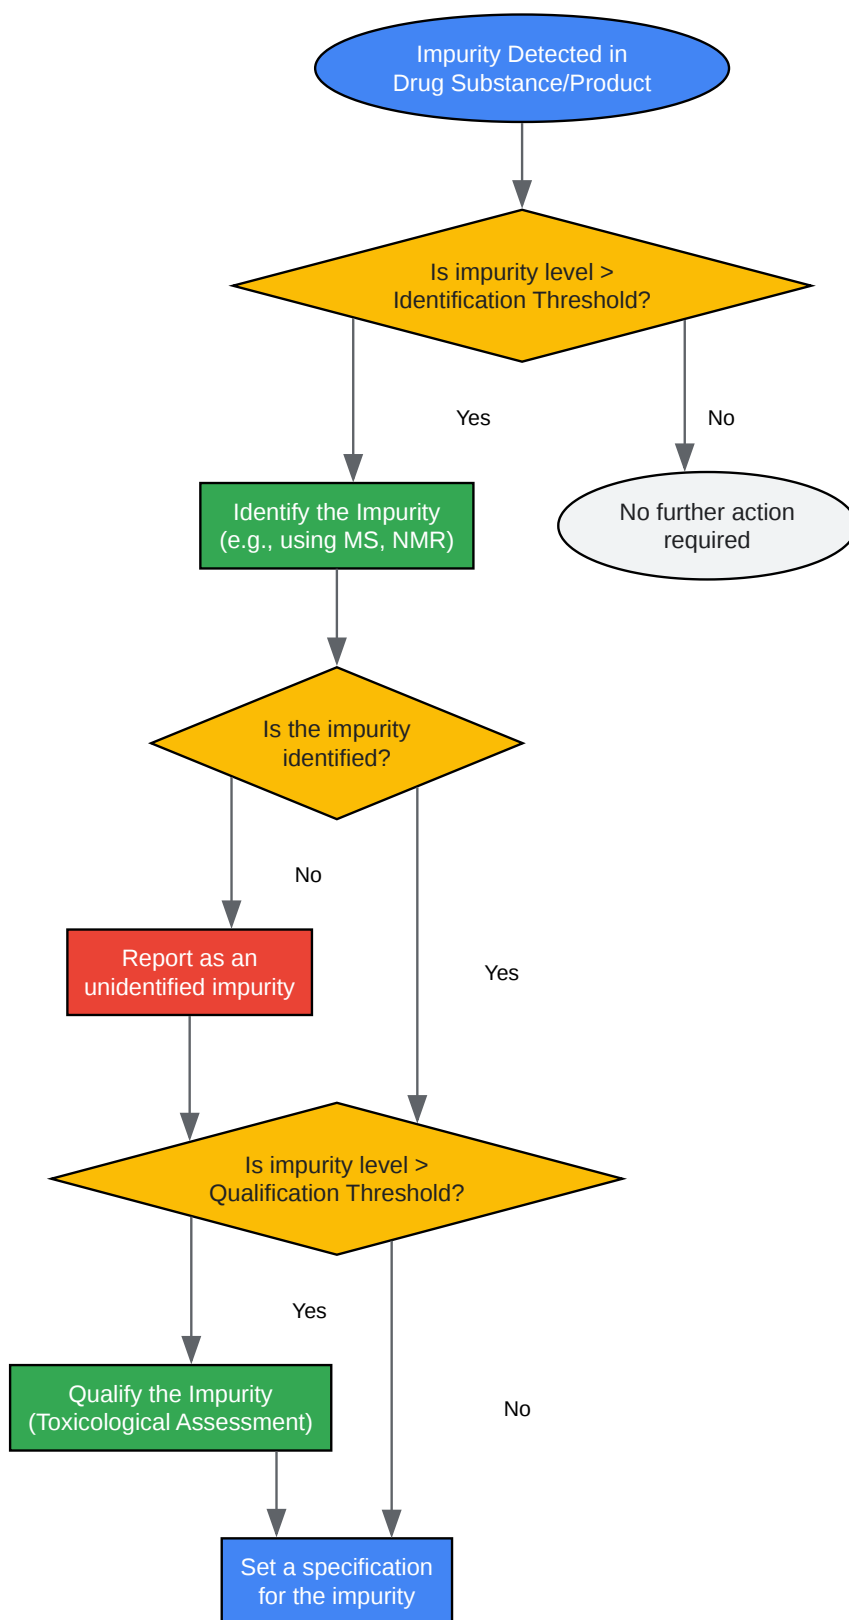 Impurity Detected in
Drug Substance/Product
Is impurity level >
Identification Threshold?
Yes
No
Identify the Impurity
(e.g., using MS, NMR)
No further action
required
Is the impurity
identified?
No
Report as an
unidentified impurity
Yes
Is impurity level >
Qualification Threshold?
Yes
Qualify the Impurity
(Toxicological Assessment)
No
Set a specification
for the impurity